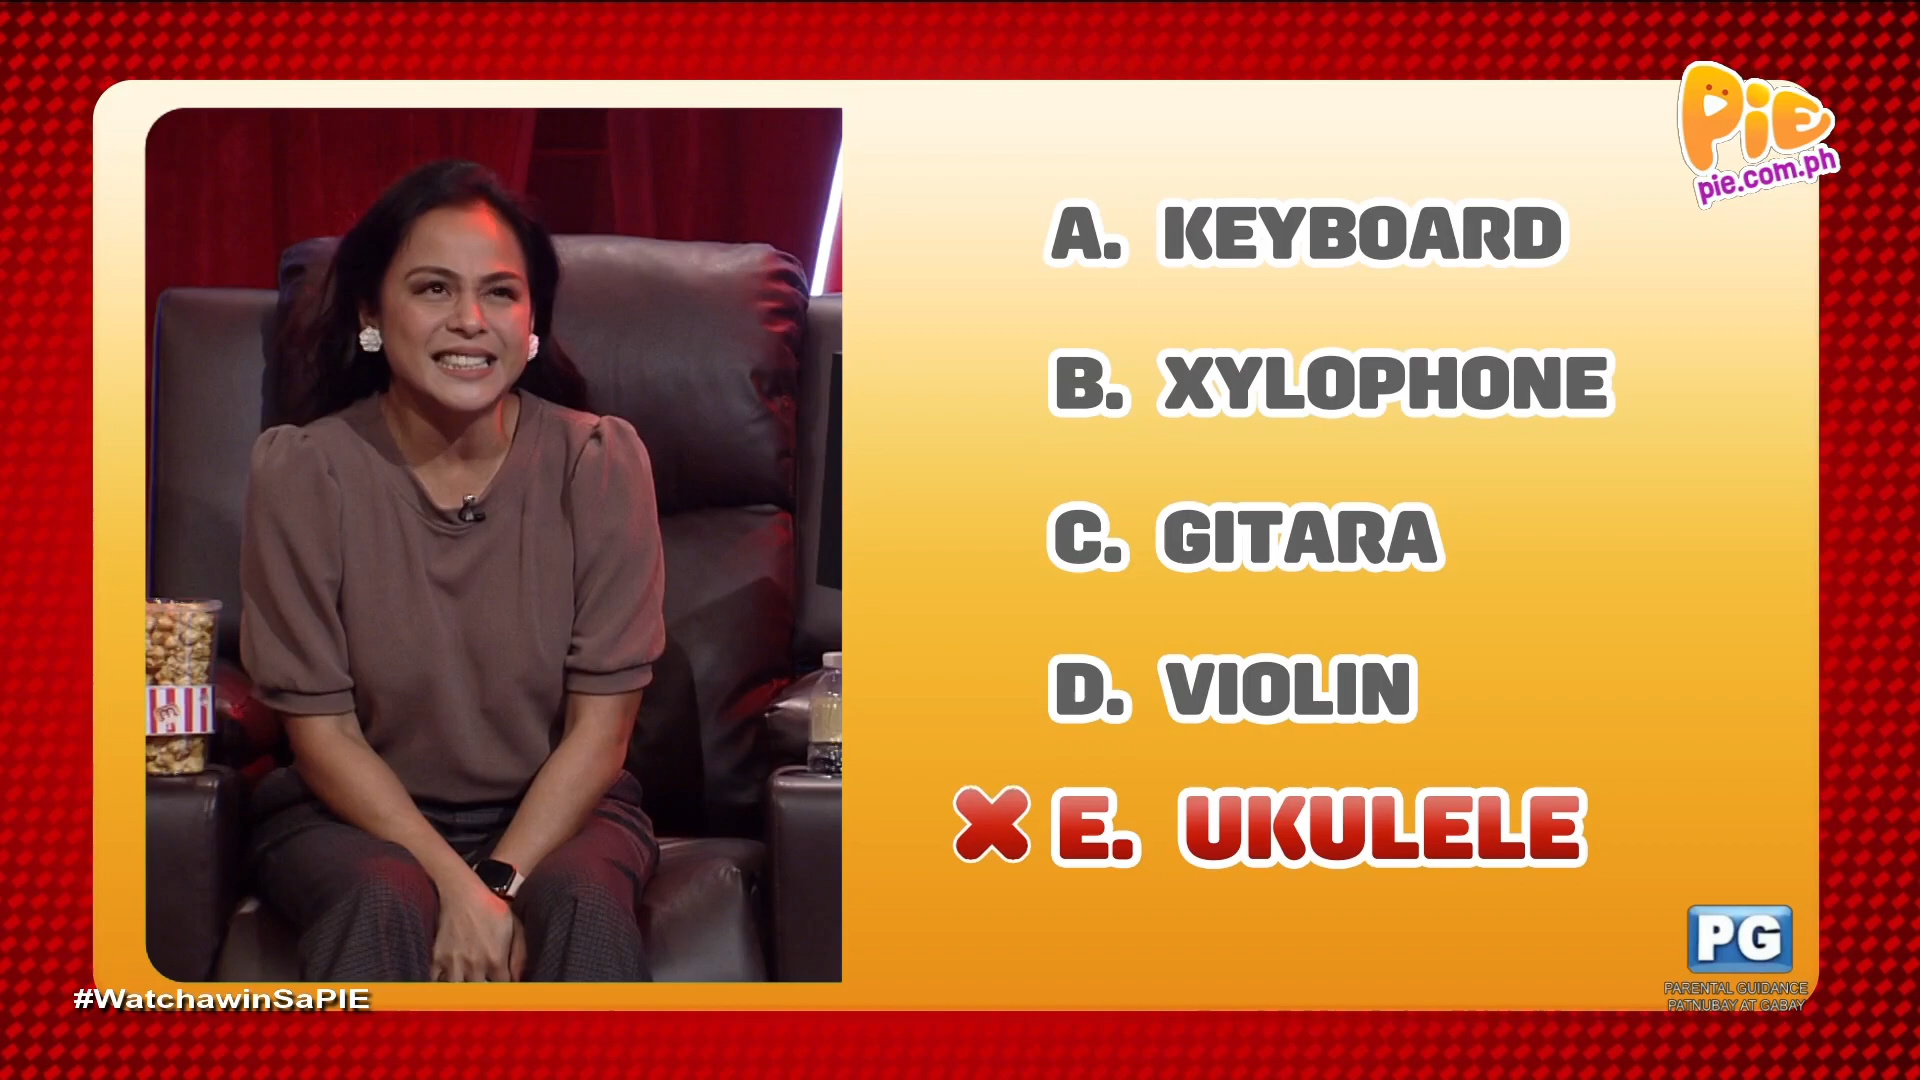 PiE
pie.com.ph
A. KEYBOARD
B. XYLOPHONE
C. GITARA
D. VIOLIN
E. UKULELE
PG
PARENTAL GUIDANCE
PATNUBAY AT GABAY
#WatchawinSaPIE